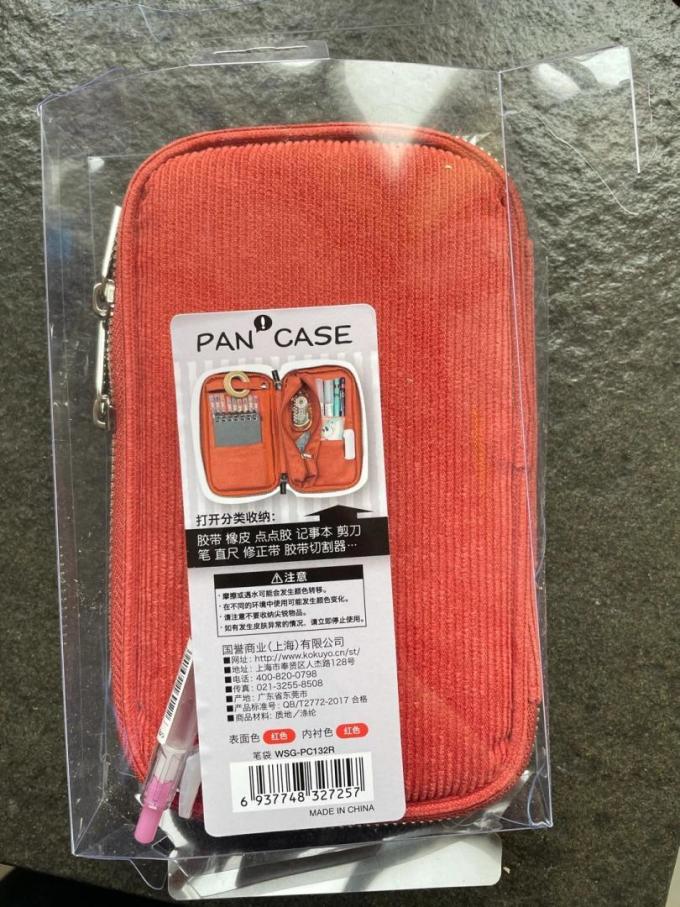 PAN! CASE
打开分类收纳：
胶带 橡皮 点点胶 记事本 剪刀
笔 直尺 修正带 胶带切割器…
⚠注意
·摩擦或遇水可能会发生颜色转移。
·在不同的环境中使用可能发生颜色变化。
·请注意不要收纳尖锐物品。
·如有发生皮肤异常的情况，请立即停止使用。
国誉商业(上海)有限公司
■网址: http://www.kokuyo.cn/st/
■地址: 上海市奉贤区人杰路128号
■电话: 400-820-0798
■传真: 021-3255-8508
■产地: 广东省东莞市
■产品标准号: QB/T2772-2017 合格
■商品材料: 质地/涤纶
表面色 红色 内衬色 红色
笔袋 WSG-PC132R
6 937748 327257
MADE IN CHINA